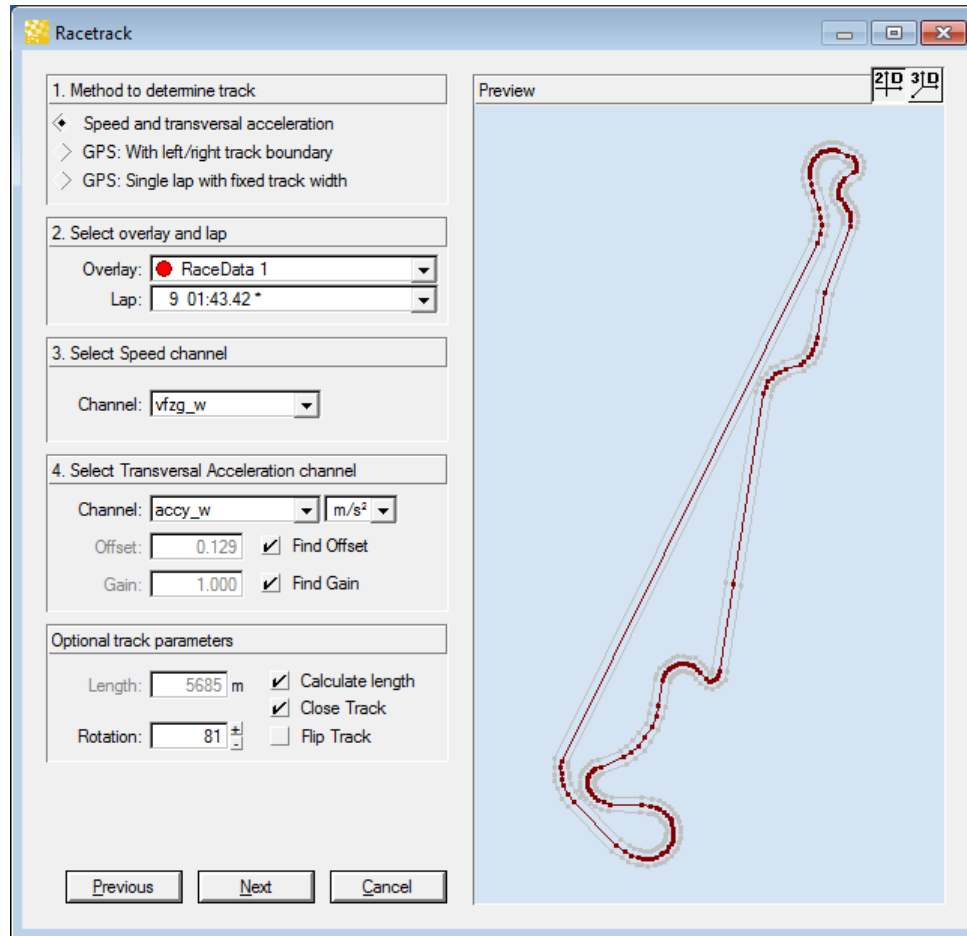 Racetrack
1. Method to determine track
Speed and transversal acceleration
GPS: With left/right track boundary
GPS: Single lap with fixed track width
2. Select overlay and lap
Overlay: RaceData 1
Lap: 9 01:43.42 *
3. Select Speed channel
Channel: vfzg_w
4. Select Transversal Acceleration channel
Channel: accy_w m/s²
Offset: 0.129 Find Offset
Gain: 1.000 Find Gain
Optional track parameters
Length: 5685 m Calculate length
Close Track
Rotation: 81 + - Flip Track
Previous Next Cancel
Preview
2D 3D